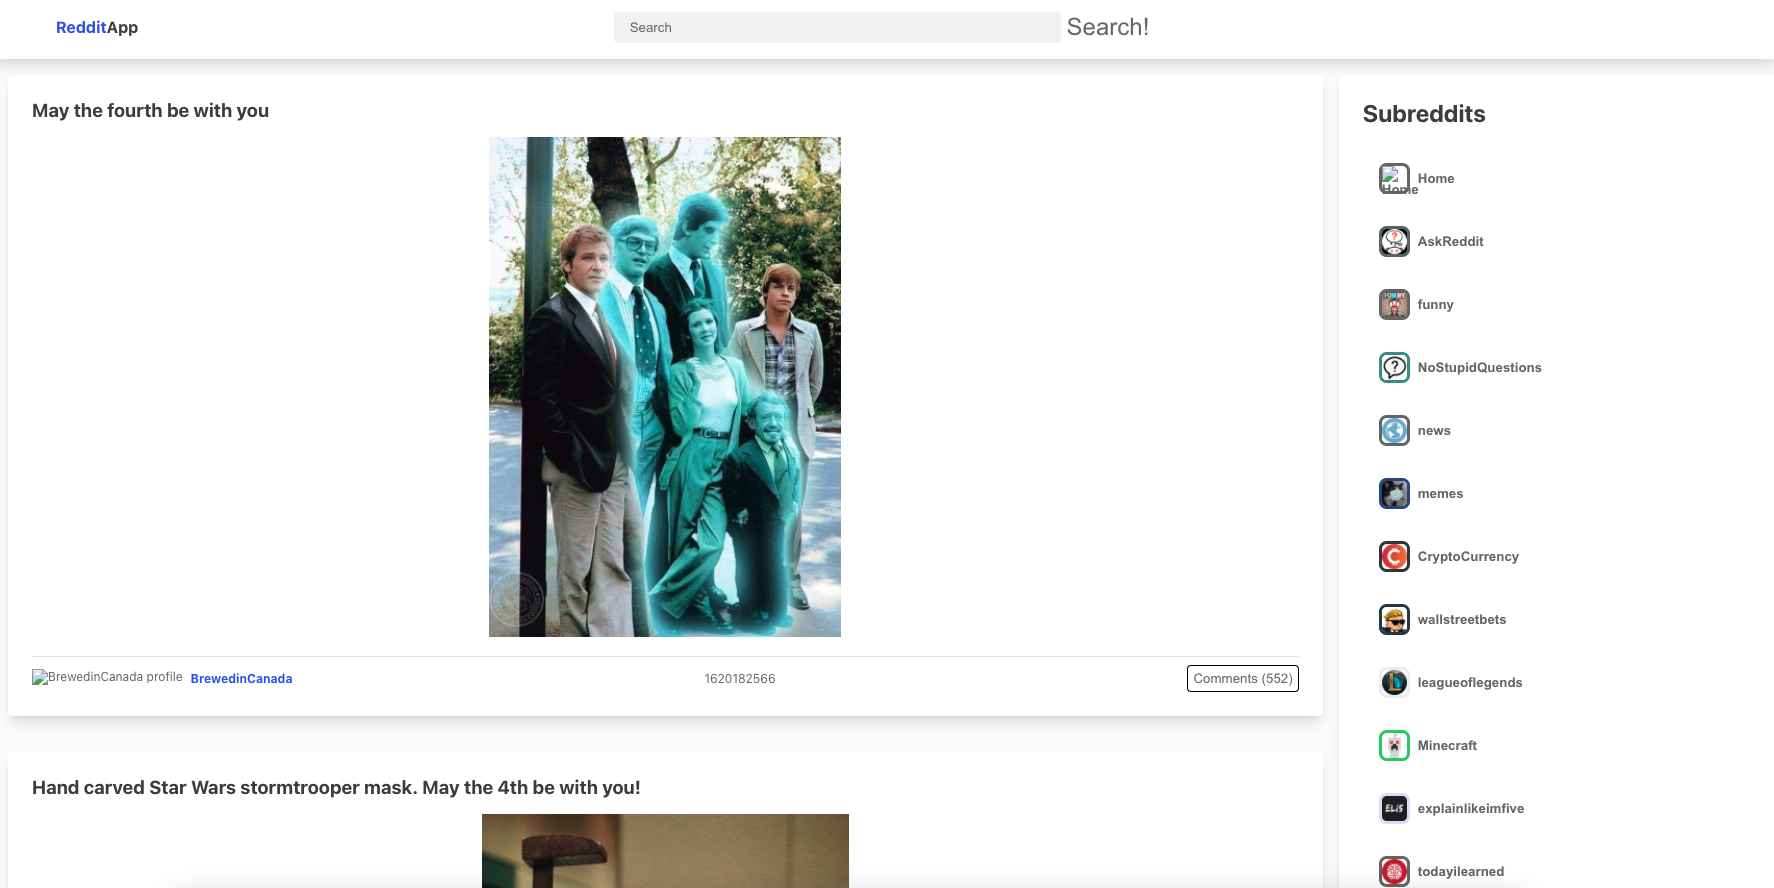 RedditApp
Search
Search!
May the fourth be with you
BrewedinCanada profile
BrewedinCanada
1620182566
Comments (552)
Hand carved Star Wars stormtrooper mask. May the 4th be with you!
Subreddits
Home
Home
AskReddit
FUNNY
funny
NoStupidQuestions
news
memes
CryptoCurrency
wallstreetbets
leagueoflegends
Minecraft
ELI5
explainlikeimfive
todayilearned